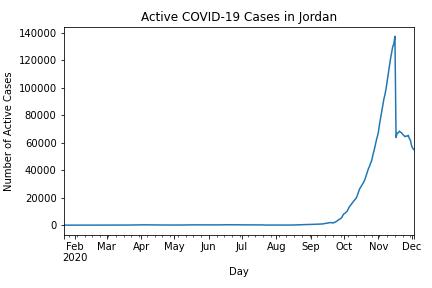 Active COVID-19 Cases in Jordan
Number of Active Cases
140000
120000
100000
80000
60000
40000
20000
0
Feb Mar Apr May Jun Jul Aug Sep Oct Nov Dec
2020
Day